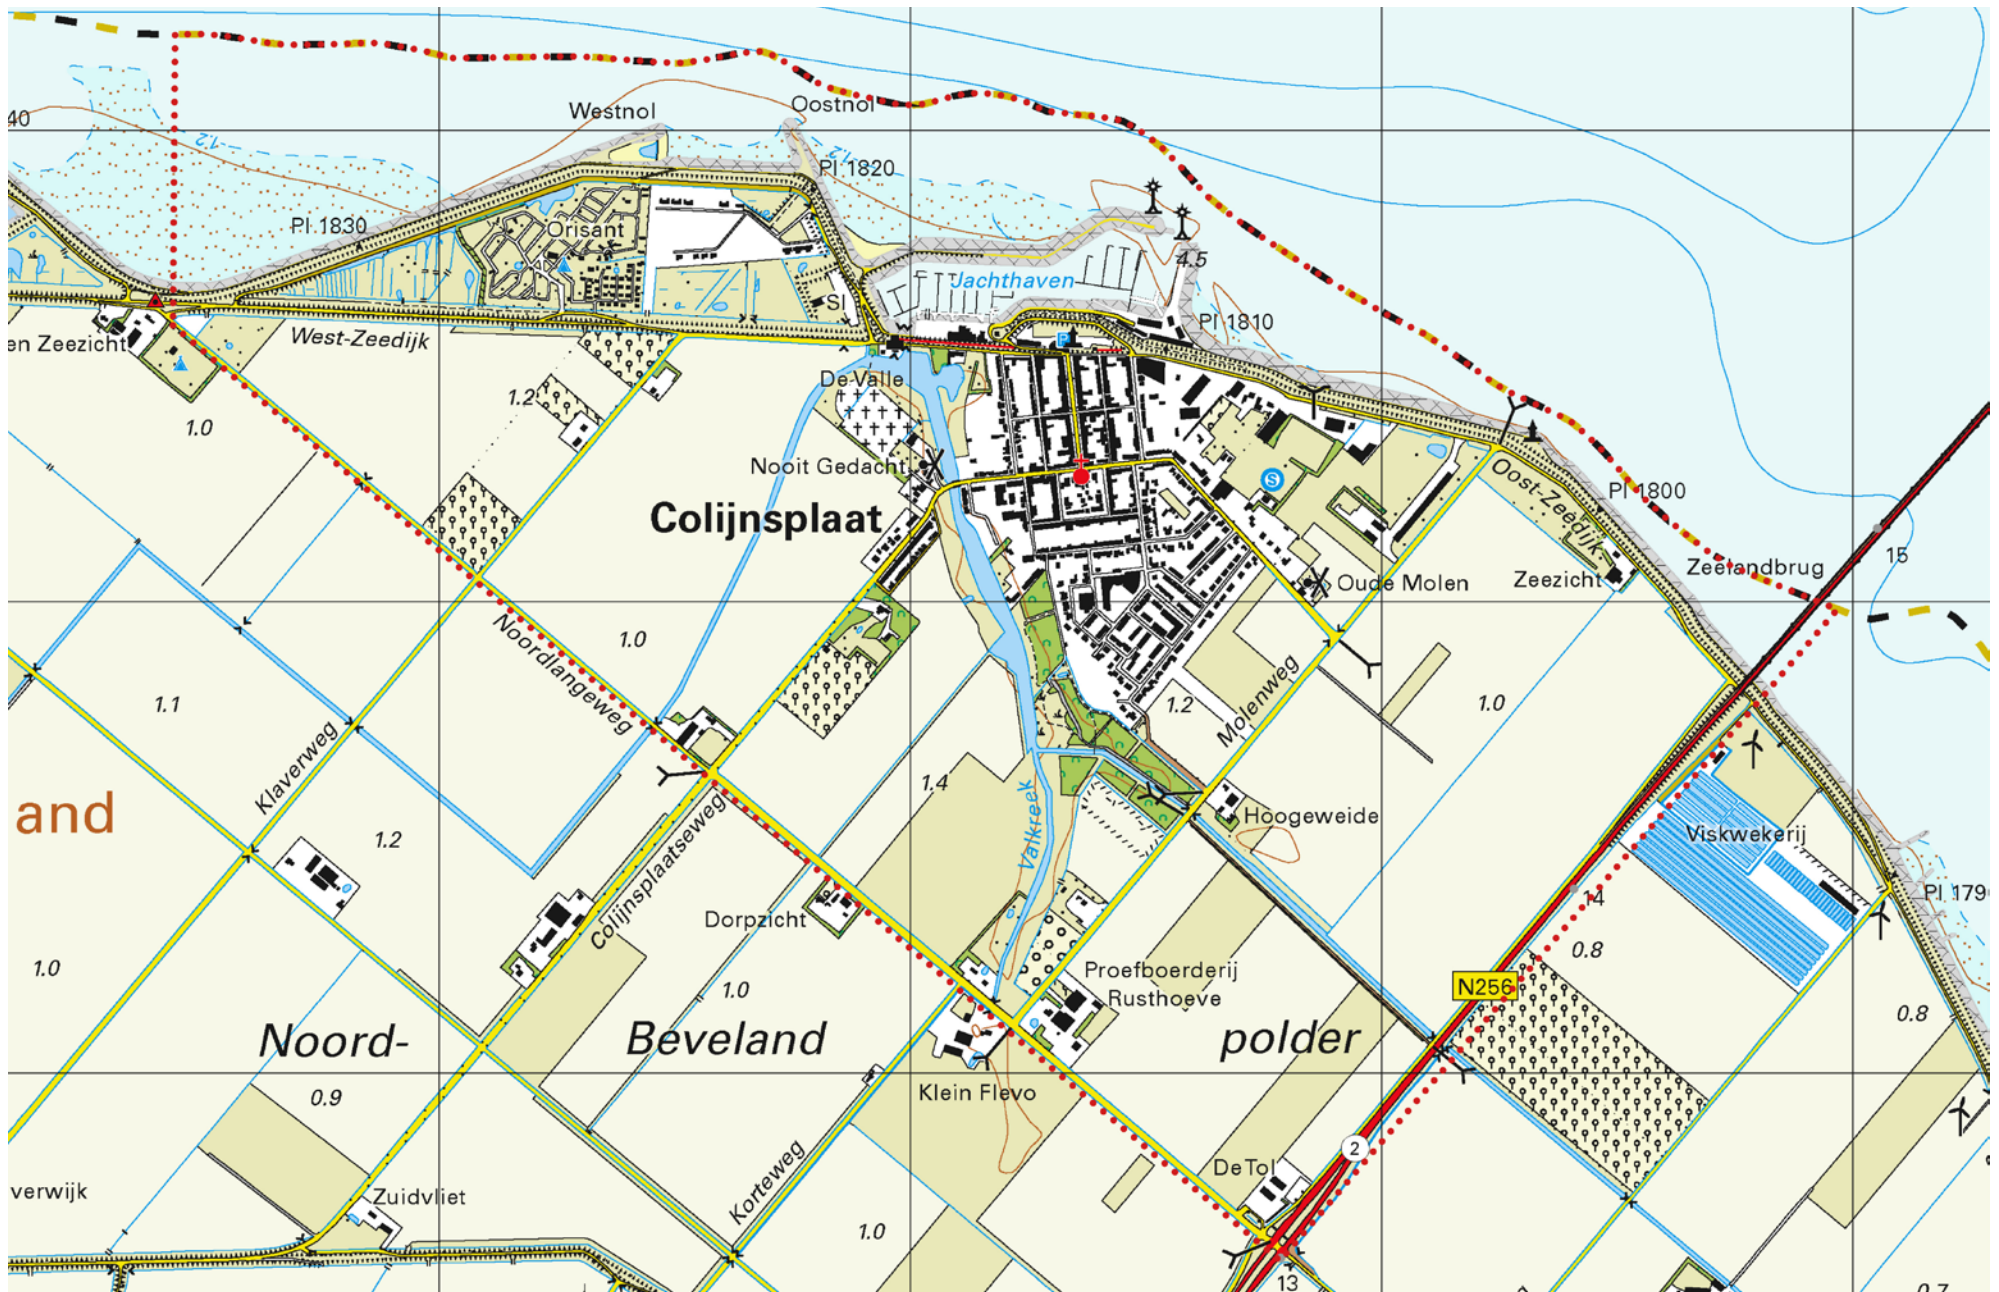 Westnol
Oostnol
40
1.2
1.2
Pl 1820
Pl 1830
Orisant
4.5
Jachthaven
Sl
Pl 1810
en Zeezicht
West-Zeedijk
P
De Valle
1.2
1.0
Nooit Gedacht
S
Oost-Zeedijk
Pl 1800
Colijnsplaat
15
Zeelandbrug
Oude Molen
Zeezicht
Noordlangeweg
1.0
1.1
1.2
Molenweg
1.0
Klaverweg
1.4
Valkreek
and
Hoogeweide
Viskwekerij
1.2
Colijnsplaatseweg
Pl 179
14
Dorpzicht
0.8
1.0
Proefboerderij
Rusthoeve
1.0
N256
0.8
Noord-
Beveland
polder
Klein Flevo
0.9
2
De Tol
verwijk
Zuidvliet
Korteweg
1.0
13
0.7